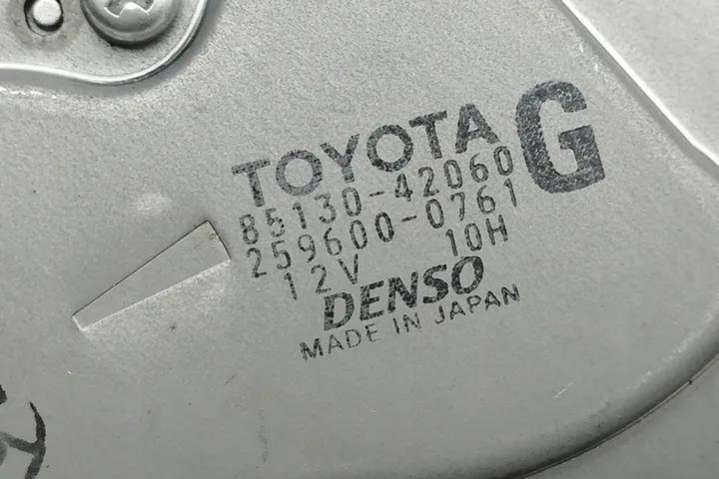 TOYOTA G
85130-42060
259600-0761
12V 10H
DENSO
MADE IN JAPAN